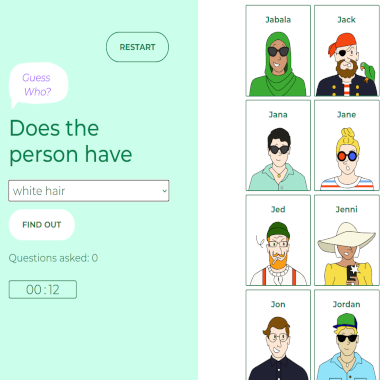 RESTART
Guess
Who?
Does the
person have
white hair
FIND OUT
Questions asked: 0
00:12
Jabala
Jack
Jana
Jane
Jed
Jenni
Jon
Jordan